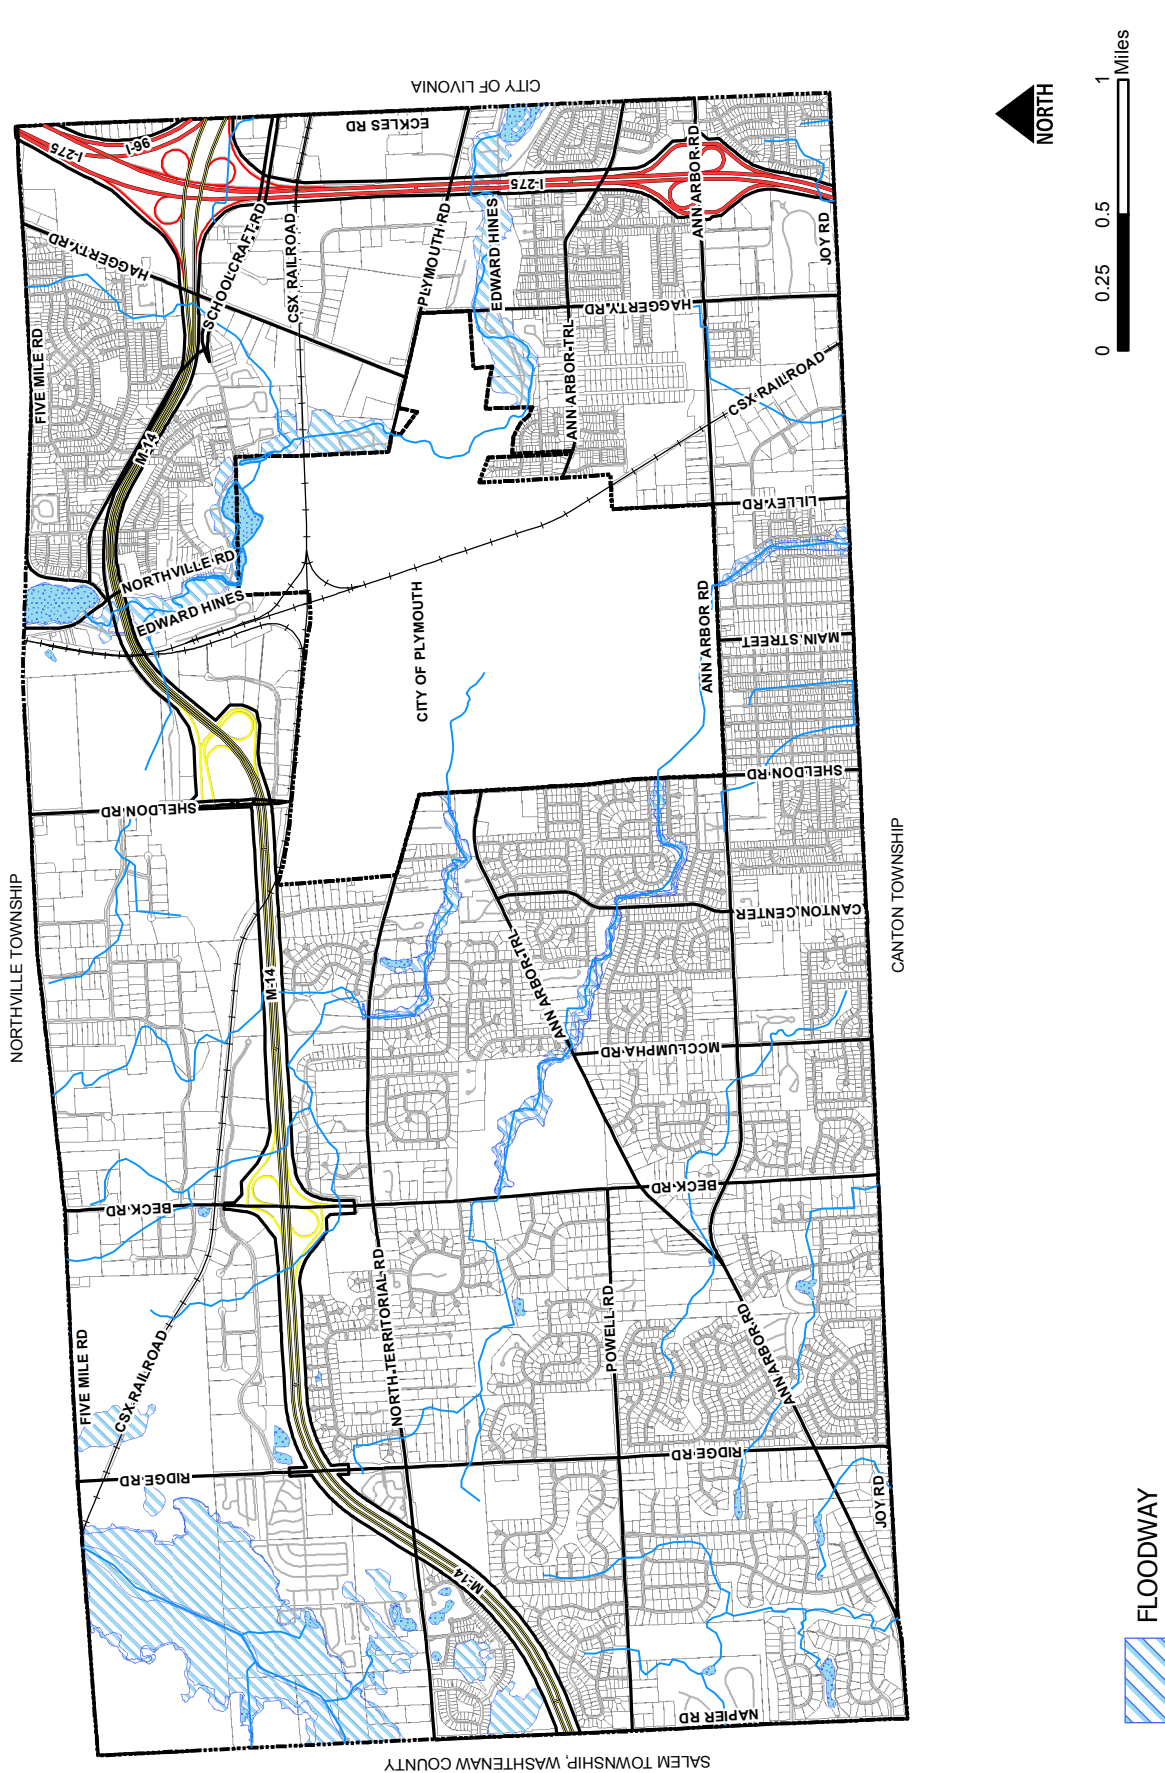 CITY OF LIVONIA
I-275
I-96
ECKLES RD
HAGGERTY RD
SCHOOLCRAFT RD
CSX RAILROAD
PLYMOUTH RD
EDWARD HINES
I-275
ANN ARBOR RD
JOY RD
FIVE MILE RD
HAGGERTY RD
ANN ARBOR TRL
CSX RAILROAD
M-14
LILLEY RD
NORTHVILLE RD
EDWARD HINES
CITY OF PLYMOUTH
ANN ARBOR RD
MAIN STREET
SHELDON RD
SHELDON RD
NORTHVILLE TOWNSHIP
CANTON TOWNSHIP
CANTON CENTER
M-14
ANN ARBOR TRL
MCCLUMPHA RD
BECK RD
BECK RD
NORTH TERRITORIAL RD
POWELL RD
FIVE MILE RD
CSX RAILROAD
ANN ARBOR RD
RIDGE RD
RIDGE RD
JOY RD
M-14
NAPIER RD
SALEM TOWNSHIP, WASHTENAW COUNTY
NORTH
0 0.25 0.5 1
Miles
FLOODWAY